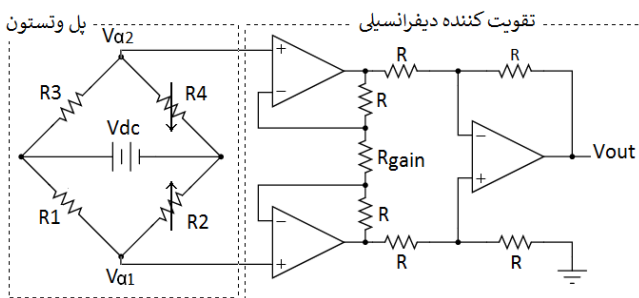 پل وتستون
تقویت کننده دیفرانسیلی
Vα2
R3
R4
Vdc
R1
R2
Vα1
+
−
R
R
R
Rgain
R
−
+
R
R
−
+
Vout